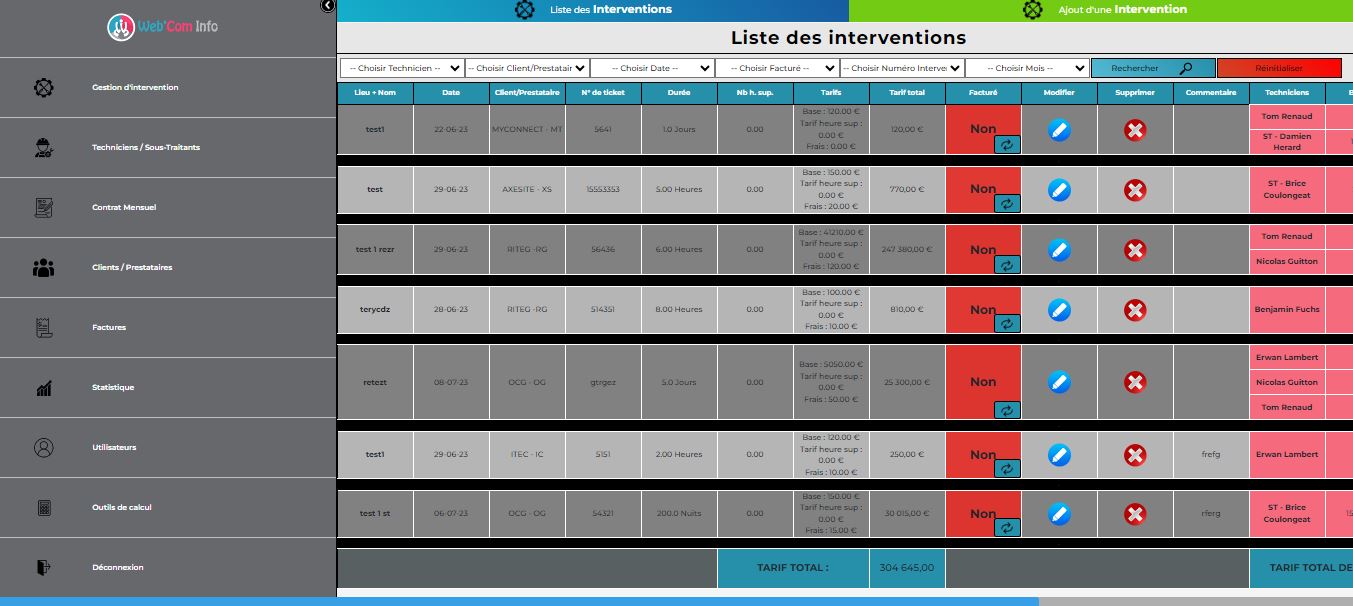 Web'Com Info
Gestion d'intervention
Techniciens / Sous-Traitants
Contrat Mensuel
Clients / Prestataires
Factures
Statistique
Utilisateurs
Outils de calcul
Déconnexion
Liste des Interventions
Ajout d'une Intervention
Liste des interventions
-- Choisir Technicien -- -- Choisir Client/Prestatair -- Choisir Date -- -- Choisir Facturé -- -- Choisir Numéro Interve -- Choisir Mois -- Rechercher Réinitialiser
Lieu + Nom Date Client/Prestataire N° de ticket Durée Nb h. sup. Tarifs Tarif total Facturé Modifier Supprimer Commentaire Techniciens
test1 22-06-23 MYCONNECT - MT 5641 1.0 Jours 0.00
Base : 120.00 €
Tarif heure sup :
0.00 €
Frais : 0.00 €
120,00 € Non
Tom Renaud
ST - Damien
Herard
test 29-06-23 AXESITE - XS 15553353 5.00 Heures 0.00
Base : 150.00 €
Tarif heure sup :
0.00 €
Frais : 20.00 €
770,00 € Non
ST - Brice
Coulongeat
test 1 rezr 29-06-23 RITEG -RG 56436 6.00 Heures 0.00
Base : 41210.00 €
Tarif heure sup :
0.00 €
Frais : 120.00 €
247 380,00 € Non
Tom Renaud
Nicolas Guitton
terycdz 28-06-23 RITEG -RG 514351 8.00 Heures 0.00
Base : 100.00 €
Tarif heure sup :
0.00 €
Frais : 10.00 €
810,00 € Non
Benjamin Fuchs
retezt 08-07-23 OCG - OG gtrgez 5.0 Jours 0.00
Base : 5050.00 €
Tarif heure sup :
0.00 €
Frais : 50.00 €
25 300,00 € Non
Erwan Lambert
Nicolas Guitton
Tom Renaud
test1 29-06-23 ITEC - IC 5151 2.00 Heures 0.00
Base : 120.00 €
Tarif heure sup :
0.00 €
Frais : 10.00 €
250,00 € Non frefg
Erwan Lambert
test 1 st 06-07-23 OCG - OG 54321 200.0 Nuits 0.00
Base : 150.00 €
Tarif heure sup :
0.00 €
Frais : 15.00 €
30 015,00 € Non rferg
ST - Brice
Coulongeat
15
TARIF TOTAL : 304 645,00 TARIF TOTAL DE